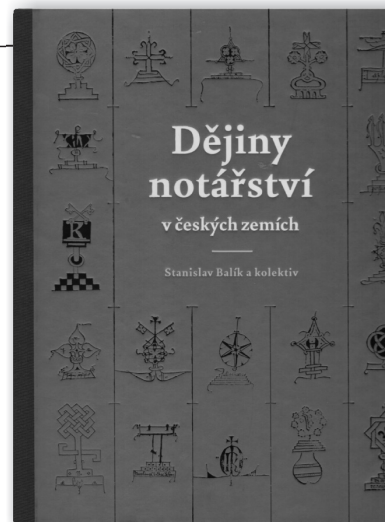 Dějiny
notářství
v českých zemích
Stanislav Balík a kolektiv
K